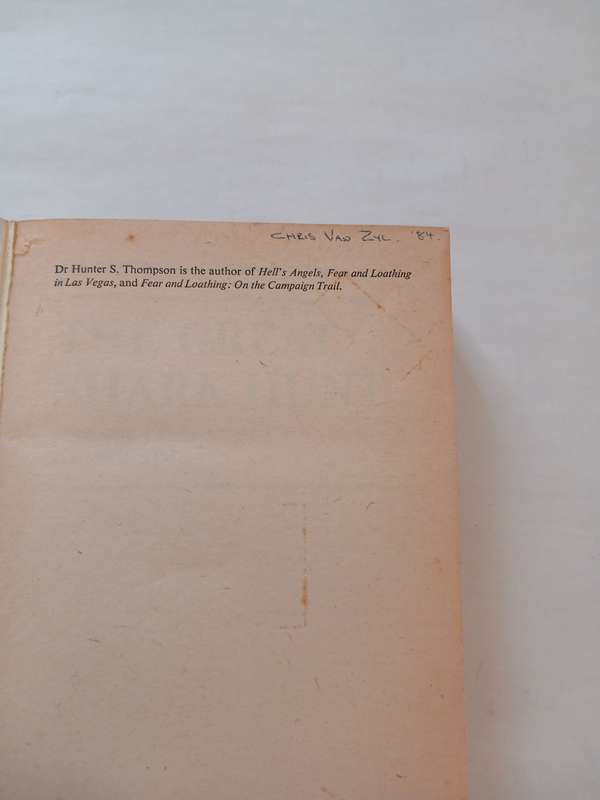 CHRIS VAN ZYL. '84.
Dr Hunter S. Thompson is the author of Hell's Angels, Fear and Loathing
in Las Vegas, and Fear and Loathing: On the Campaign Trail.